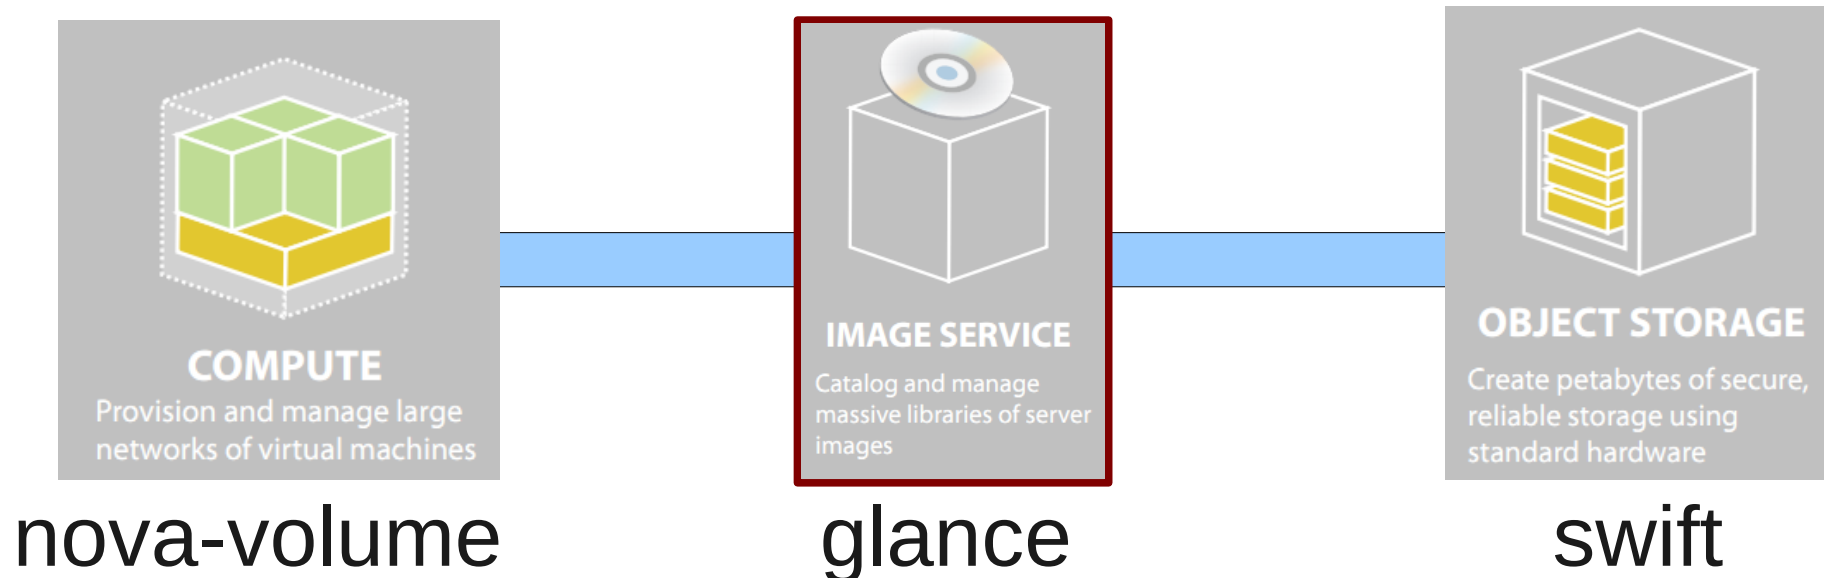 COMPUTE
Provision and manage large
networks of virtual machines
nova-volume
IMAGE SERVICE
Catalog and manage
massive libraries of server
images
glance
OBJECT STORAGE
Create petabytes of secure,
reliable storage using
standard hardware
swift